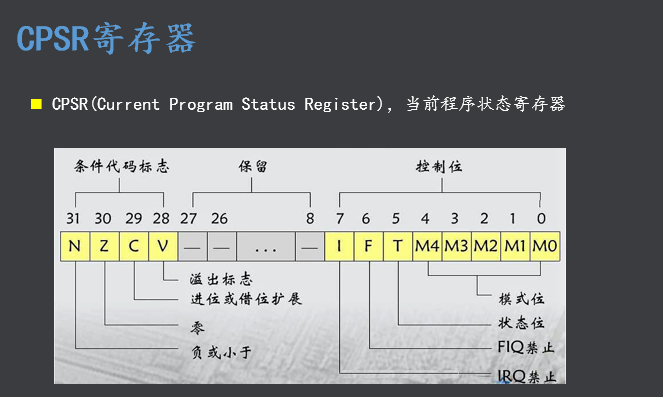 CPSR寄存器
CPSR(Current Program Status Register)，当前程序状态寄存器
条件代码标志 保留 控制位
31 30 29 28 27 26 8 7 6 5 4 3 2 1 0
N Z C V — — ... — I F T M4 M3 M2 M1 M0
溢出标志
进位或借位扩展
零
负或小于
模式位
状态位
FIQ禁止
IRQ禁止